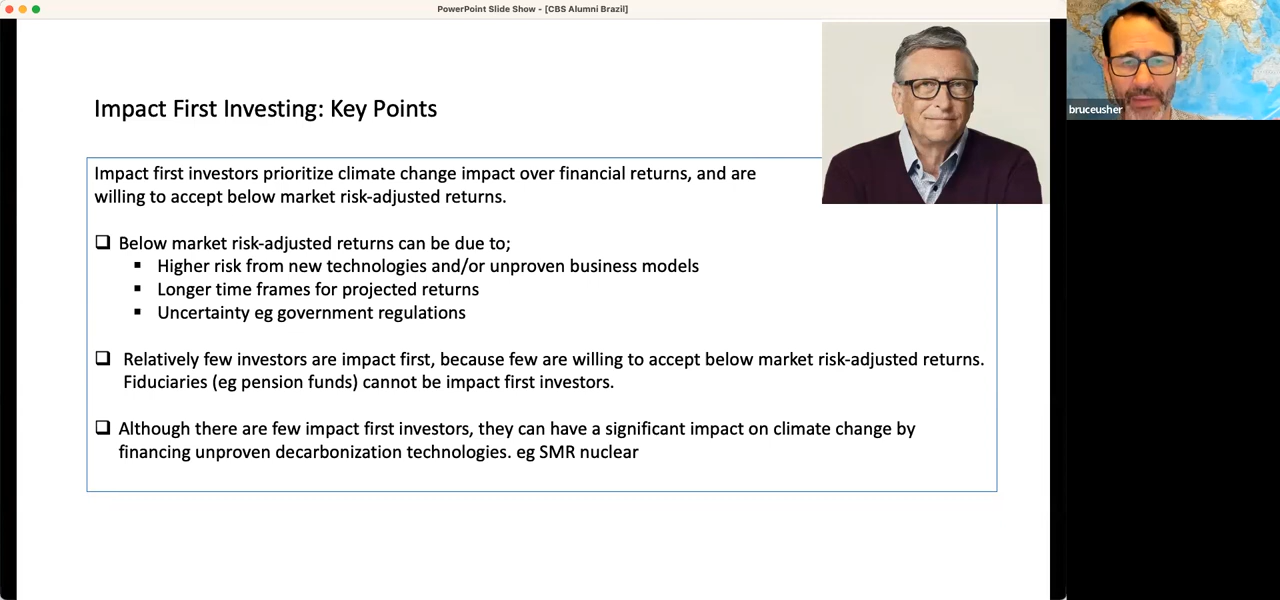 PowerPoint Slide Show - [CBS Alumni Brazil]
bruceusher
Impact First Investing: Key Points
Impact first investors prioritize climate change impact over financial returns, and are
willing to accept below market risk-adjusted returns.
Below market risk-adjusted returns can be due to;
Higher risk from new technologies and/or unproven business models
Longer time frames for projected returns
Uncertainty eg government regulations
Relatively few investors are impact first, because few are willing to accept below market risk-adjusted returns.
Fiduciaries (eg pension funds) cannot be impact first investors.
Although there are few impact first investors, they can have a significant impact on climate change by
financing unproven decarbonization technologies. eg SMR nuclear